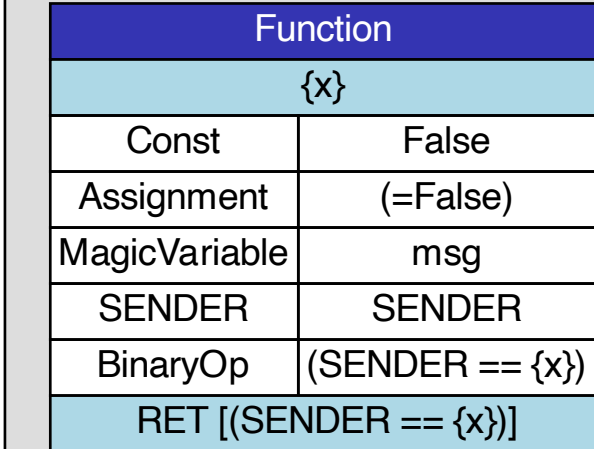 Function
{x}
Const False
Assignment (=False)
MagicVariable msg
SENDER SENDER
BinaryOp (SENDER == {x})
RET [(SENDER == {x})]